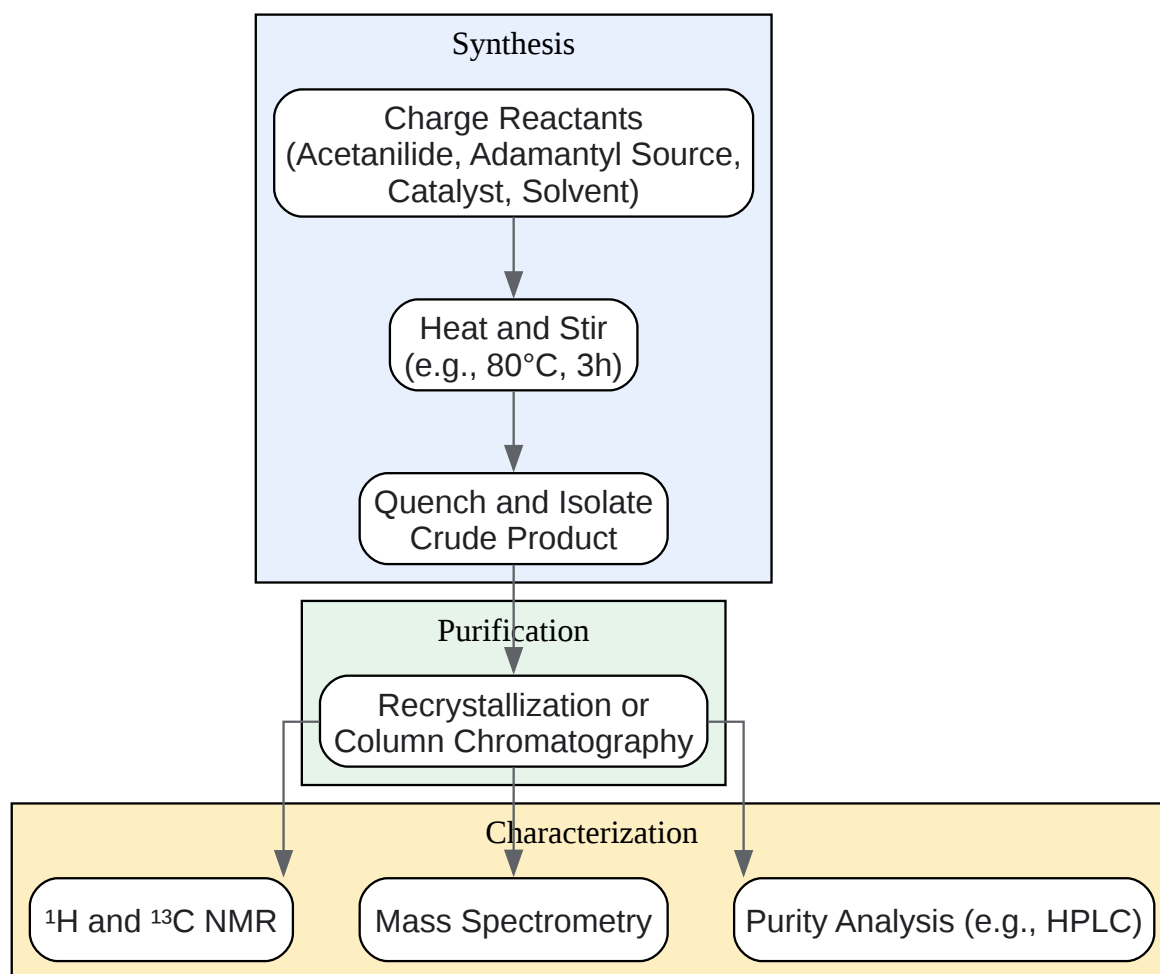 Synthesis
Charge Reactants
(Acetanilide, Adamantyl Source,
Catalyst, Solvent)
Heat and Stir
(e.g., 80°C, 3h)
Quench and Isolate
Crude Product
Purification
Recrystallization or
Column Chromatography
Characterization
¹H and ¹³C NMR
Mass Spectrometry
Purity Analysis (e.g., HPLC)